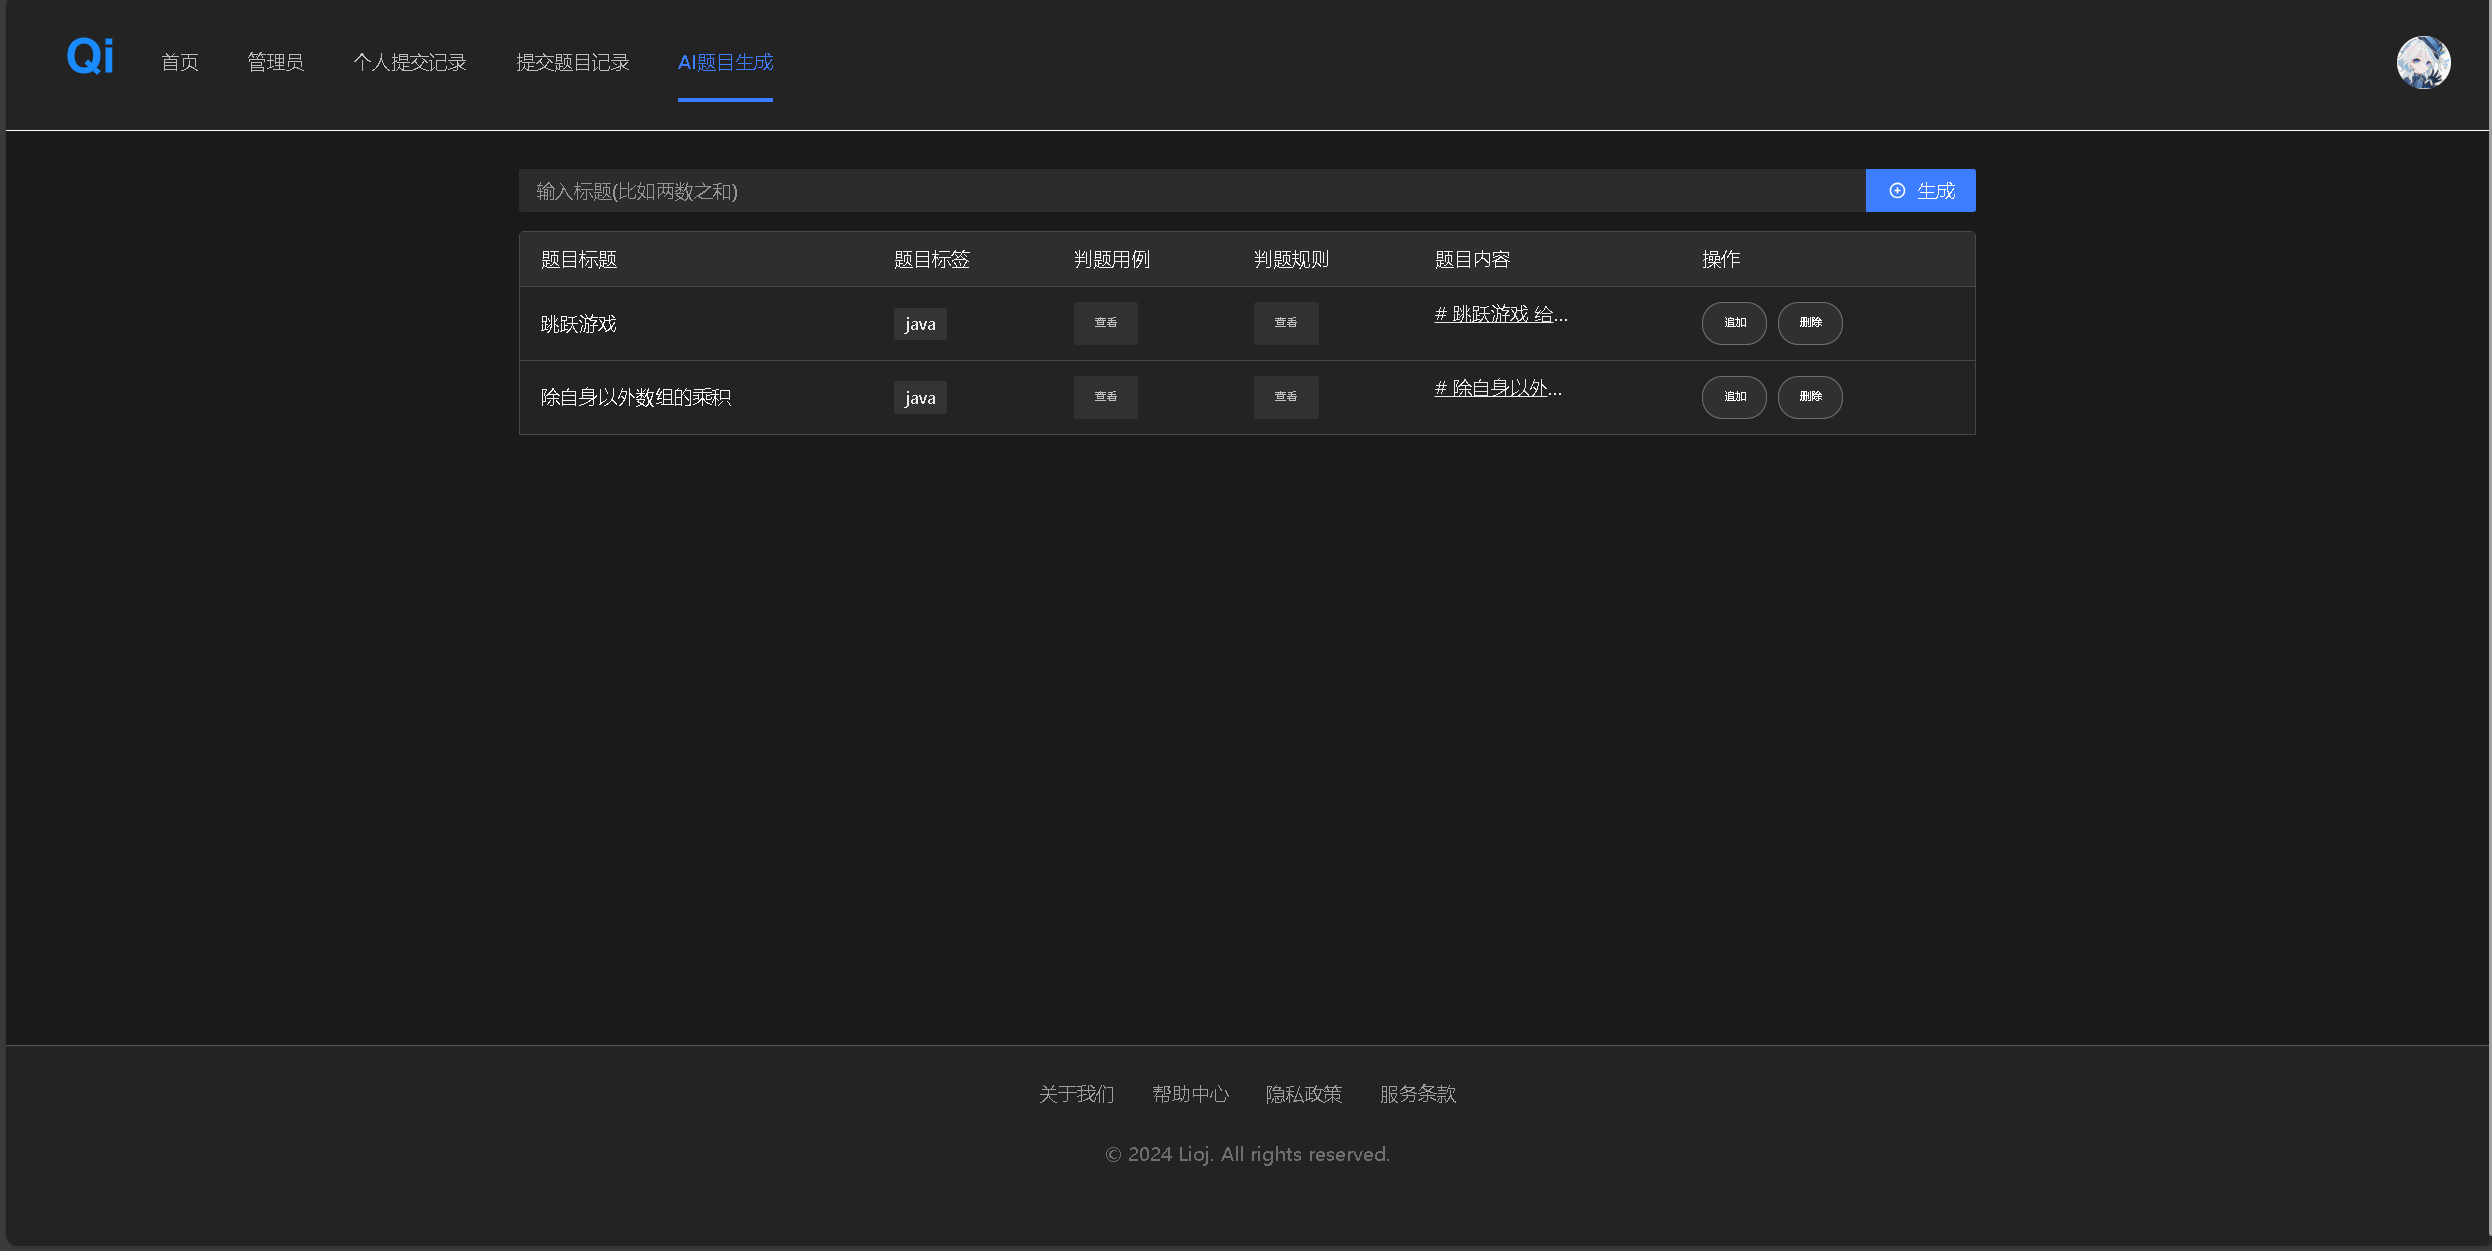 Qi 首页 管理员 个人提交记录 提交题目记录 AI题目生成
输入标题(比如两数之和) 生成
题目标题 题目标签 判题用例 判题规则 题目内容 操作
跳跃游戏 java 查看 查看 # 跳跃游戏 给... 追加 删除
除自身以外数组的乘积 java 查看 查看 # 除自身以外... 追加 删除
关于我们 帮助中心 隐私政策 服务条款
© 2024 Lioj. All rights reserved.